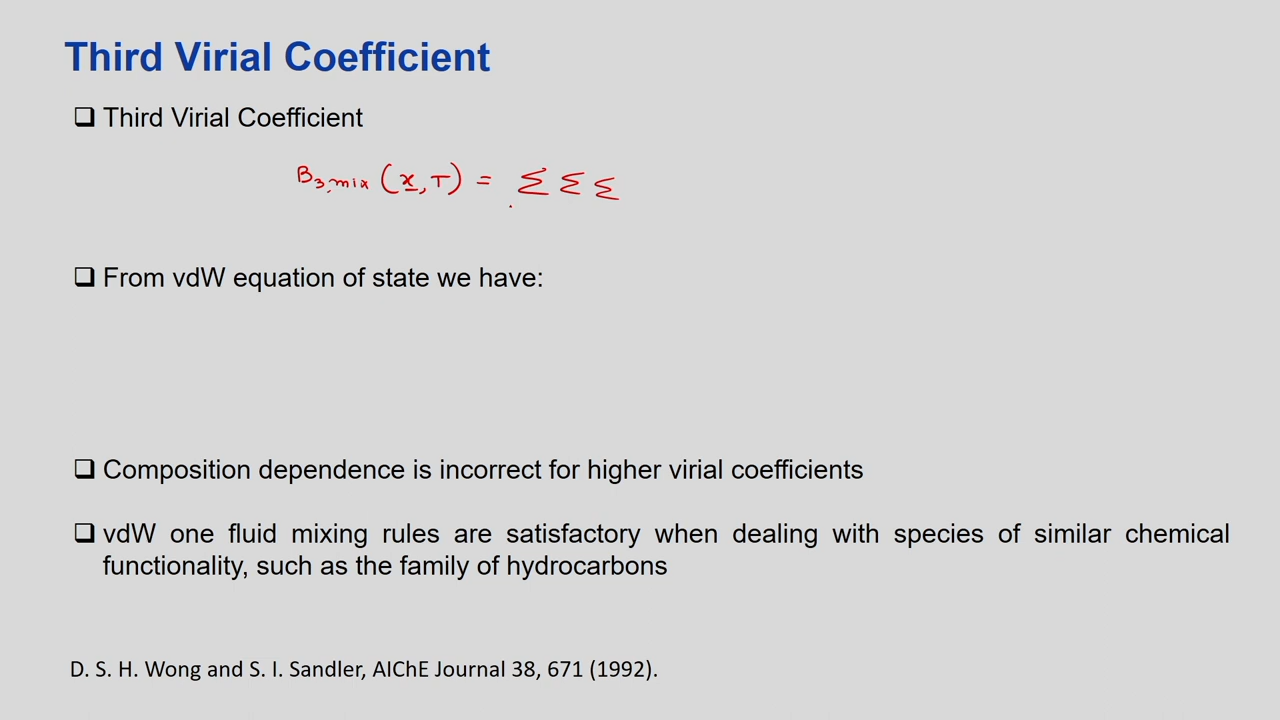 Third Virial Coefficient
❑ Third Virial Coefficient
B₃,mix (x, T) = Σ Σ Σ
❑ From vdW equation of state we have:
❑ Composition dependence is incorrect for higher virial coefficients
❑ vdW one fluid mixing rules are satisfactory when dealing with species of similar chemical
functionality, such as the family of hydrocarbons
D. S. H. Wong and S. I. Sandler, AIChE Journal 38, 671 (1992).